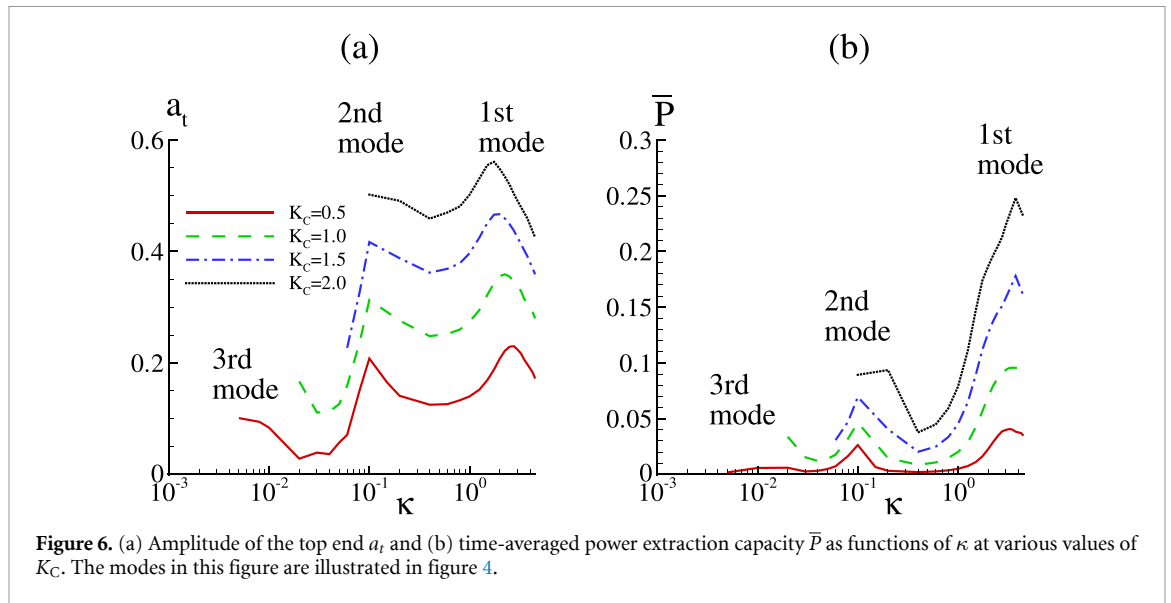 (a)
(b)
a_t
2nd
mode
1st
mode
0.6
0.4
0.2
0
K_C=0.5
K_C=1.0
K_C=1.5
K_C=2.0
3rd
mode
10^-3
10^-2
10^-1
10^0
κ
P̅
1st
mode
0.3
0.25
0.2
0.15
0.1
0.05
0
2nd
mode
3rd
mode
10^-3
10^-2
10^-1
10^0
κ
Figure 6. (a) Amplitude of the top end a_t and (b) time-averaged power extraction capacity P̅ as functions of κ at various values of
K_C. The modes in this figure are illustrated in figure 4.